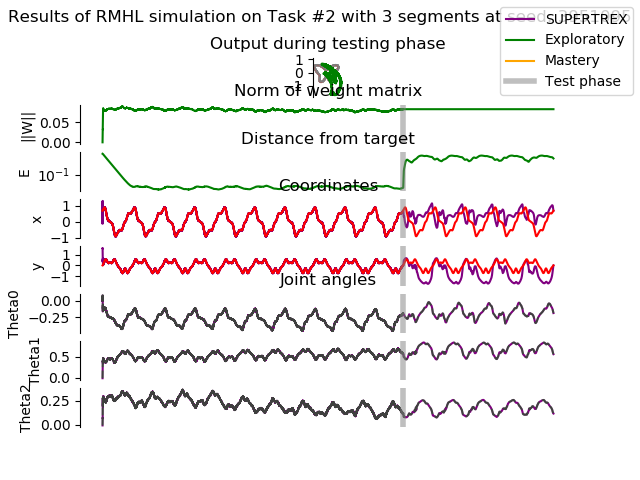 Results of RMHL simulation on Task #2 with 3 segments at
SUPERTREX
Exploratory
Mastery
Test phase
Output during testing phase
1
0
−1
Norm of weight matrix
||W||
0.05
0.00
Distance from target
E
10⁻¹
Coordinates
x
1
0
−1
y
1
0
−1
Joint angles
Theta0
0.00
−0.25
Theta1
0.5
0.0
Theta2
0.25
0.00